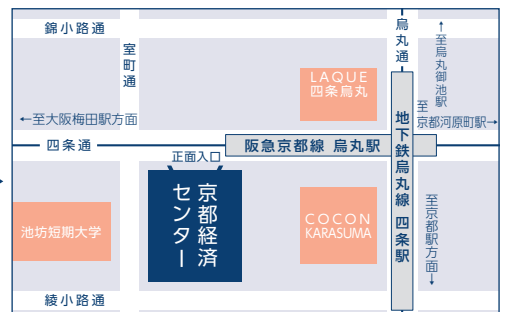 錦小路通
室町通
烏丸通
↑至烏丸御池駅
LAQUE
四条烏丸
←至大阪梅田駅方面
至
京都河原町駅→
四条通
阪急京都線 烏丸駅
地下鉄烏丸線 四条駅
正面入口
京都経済
センター
池坊短期大学
COCON
KARASUMA
至京都駅方面→
綾小路通